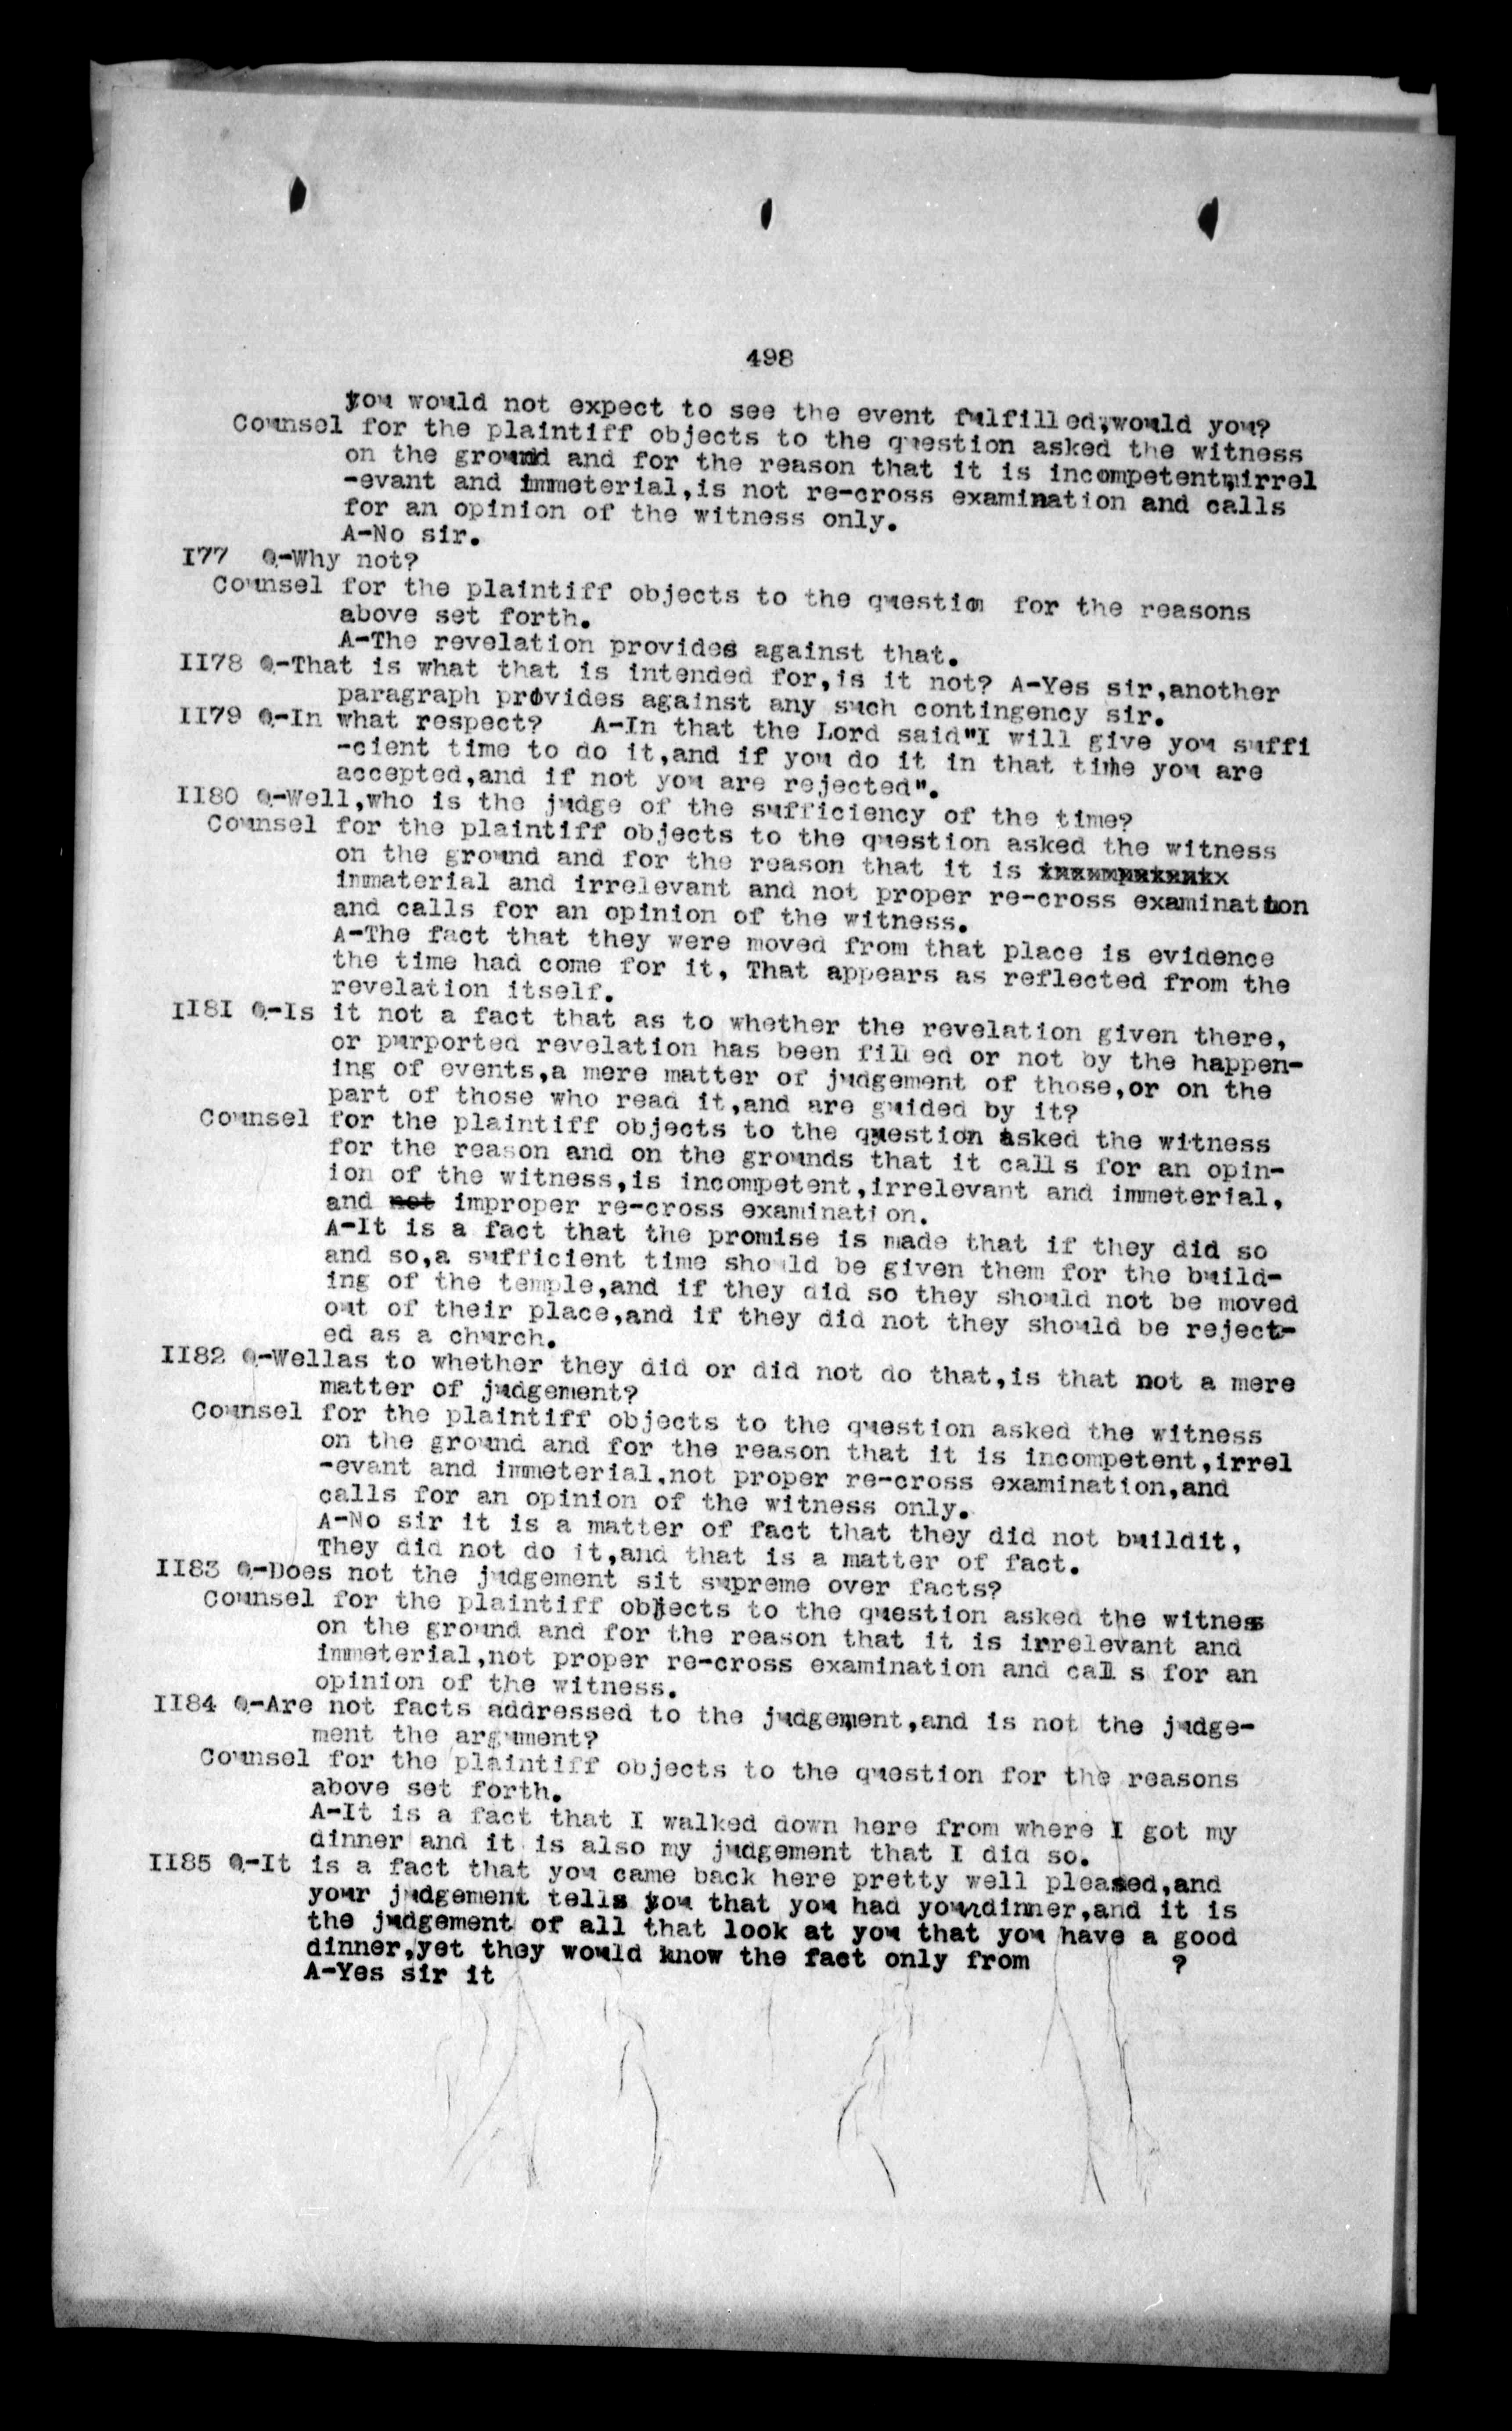 498
you would not expect to see the event fulfilled,would you?
Counsel for the plaintiff objects to the question asked the witness
on the ground and for the reason that it is incompetent,irrel
-evant and immeterial,is not re-cross examination and calls
for an opinion of the witness only.
A-No sir.
I77 Q-Why not?
Counsel for the plaintiff objects to the question for the reasons
above set forth.
A-The revelation provides against that.
II78 Q-That is what that is intended for,is it not? A-Yes sir,another
paragraph provides against any such contingency sir.
II79 Q-In what respect? A-In that the Lord said"I will give you suffi
-cient time to do it,and if you do it in that time you are
accepted,and if not you are rejected".
II80 Q-Well,who is the judge of the sufficiency of the time?
Counsel for the plaintiff objects to the question asked the witness
on the ground and for the reason that it is
immaterial and irrelevant and not proper re-cross examination
and calls for an opinion of the witness.
A-The fact that they were moved from that place is evidence
the time had come for it, That appears as reflected from the
revelation itself.
II8I Q-Is it not a fact that as to whether the revelation given there,
or purported revelation has been filled or not by the happen-
ing of events,a mere matter of judgement of those,or on the
part of those who read it,and are guided by it?
Counsel for the plaintiff objects to the question asked the witness
for the reason and on the grounds that it calls for an opin-
ion of the witness,is incompetent,irrelevant and immeterial,
and not improper re-cross examination.
A-It is a fact that the promise is made that if they did so
and so,a sufficient time should be given them for the build-
ing of the temple,and if they did so they should not be moved
out of their place,and if they did not they should be reject-
ed as a church.
II82 Q-Wellas to whether they did or did not do that,is that not a mere
matter of judgement?
Counsel for the plaintiff objects to the question asked the witness
on the ground and for the reason that it is incompetent,irrel
-evant and immeterial,not proper re-cross examination,and
calls for an opinion of the witness only.
A-No sir it is a matter of fact that they did not buildit,
They did not do it,and that is a matter of fact.
II83 Q-Does not the judgement sit supreme over facts?
Counsel for the plaintiff objects to the question asked the witness
on the ground and for the reason that it is irrelevant and
immeterial,not proper re-cross examination and calls for an
opinion of the witness.
II84 Q-Are not facts addressed to the judgement,and is not the judge-
ment the argument?
Counsel for the plaintiff objects to the question for the reasons
above set forth.
A-It is a fact that I walked down here from where I got my
dinner and it is also my judgement that I did so.
II85 Q-It is a fact that you came back here pretty well pleased,and
your judgement tells you that you had yourdinner,and it is
the judgement of all that look at you that you have a good
dinner,yet they would know the fact only from ?
A-Yes sir it